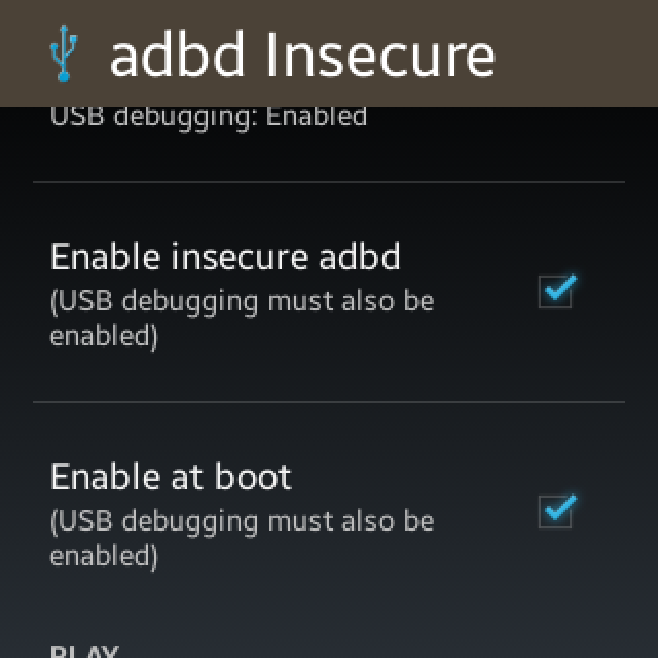 adbd Insecure
USB debugging: Enabled
Enable insecure adbd
(USB debugging must also be
enabled)
Enable at boot
(USB debugging must also be
enabled)
PLAY